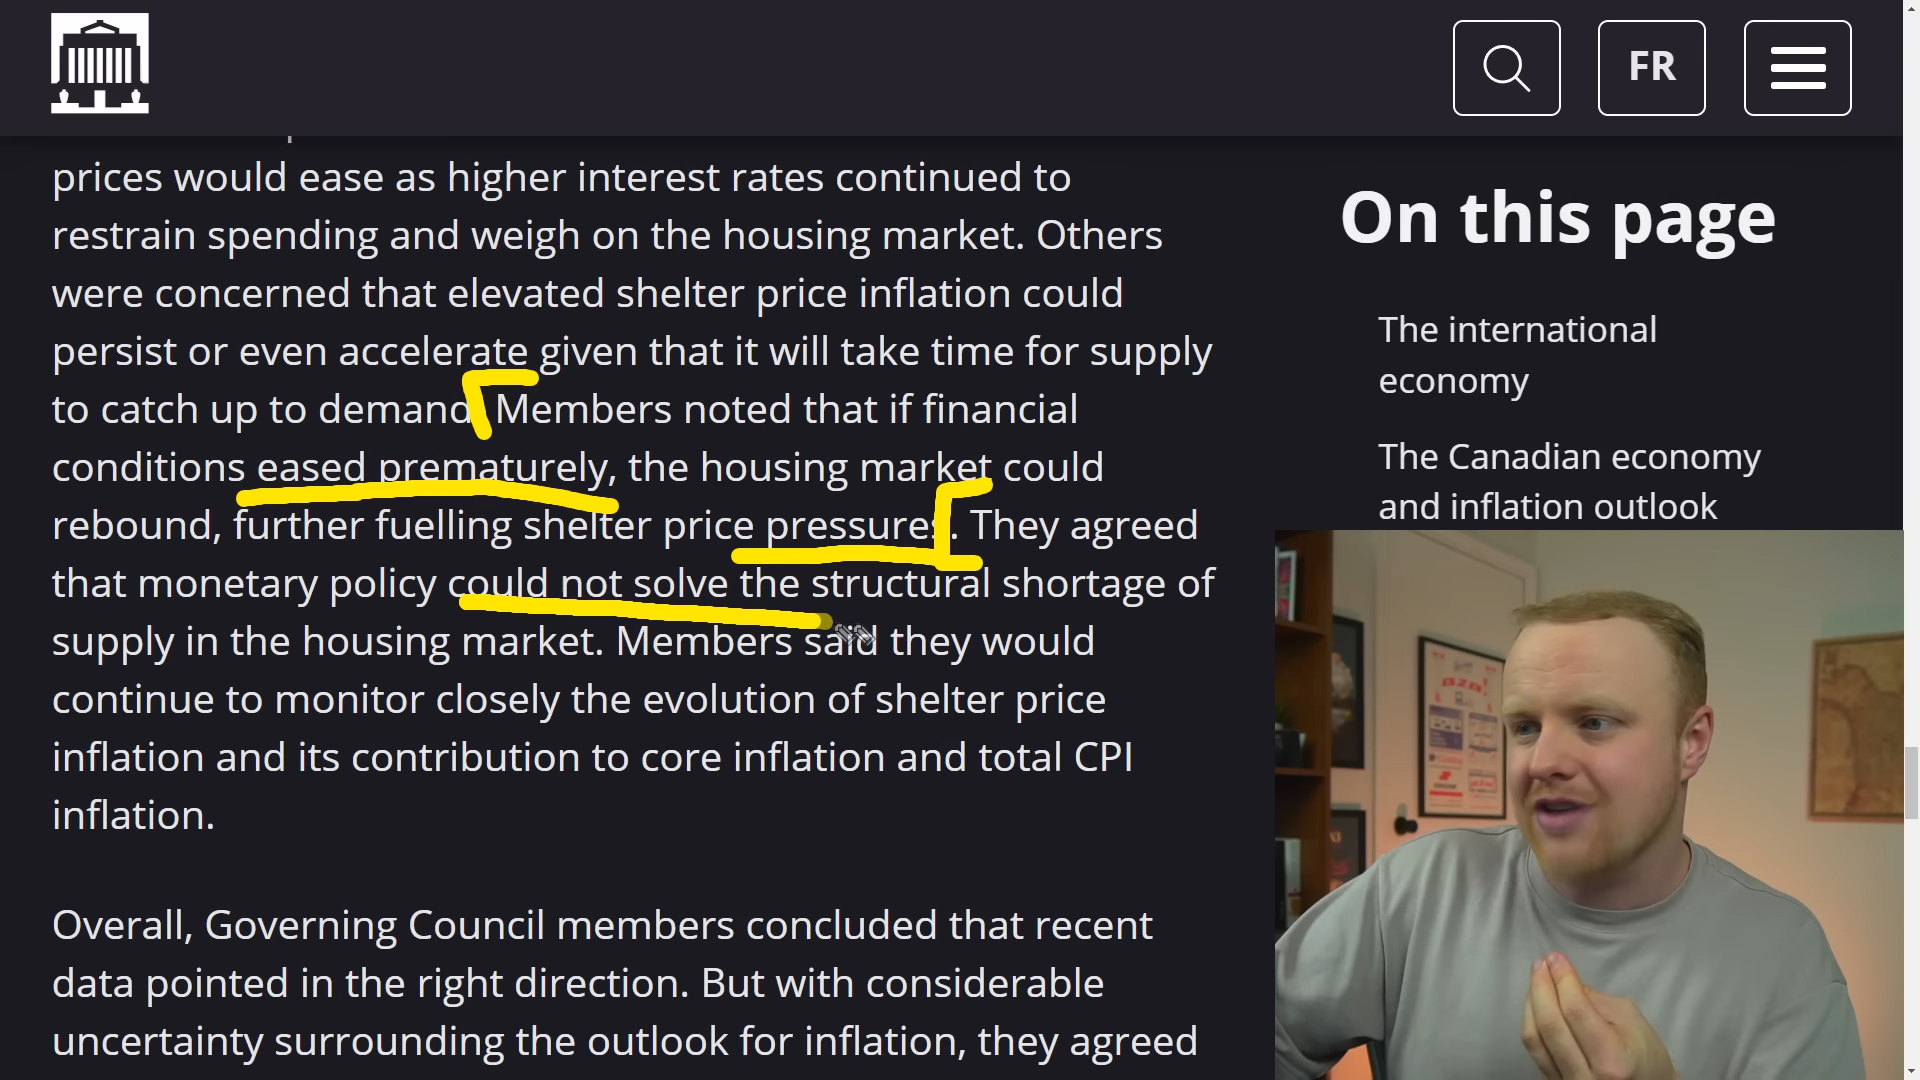 FR
prices would ease as higher interest rates continued to
restrain spending and weigh on the housing market. Others
were concerned that elevated shelter price inflation could
persist or even accelerate given that it will take time for supply
to catch up to demand. Members noted that if financial
conditions eased prematurely, the housing market could
rebound, further fuelling shelter price pressures. They agreed
that monetary policy could not solve the structural shortage of
supply in the housing market. Members said they would
continue to monitor closely the evolution of shelter price
inflation and its contribution to core inflation and total CPI
inflation.
Overall, Governing Council members concluded that recent
data pointed in the right direction. But with considerable
uncertainty surrounding the outlook for inflation, they agreed
On this page
The international
economy
The Canadian economy
and inflation outlook